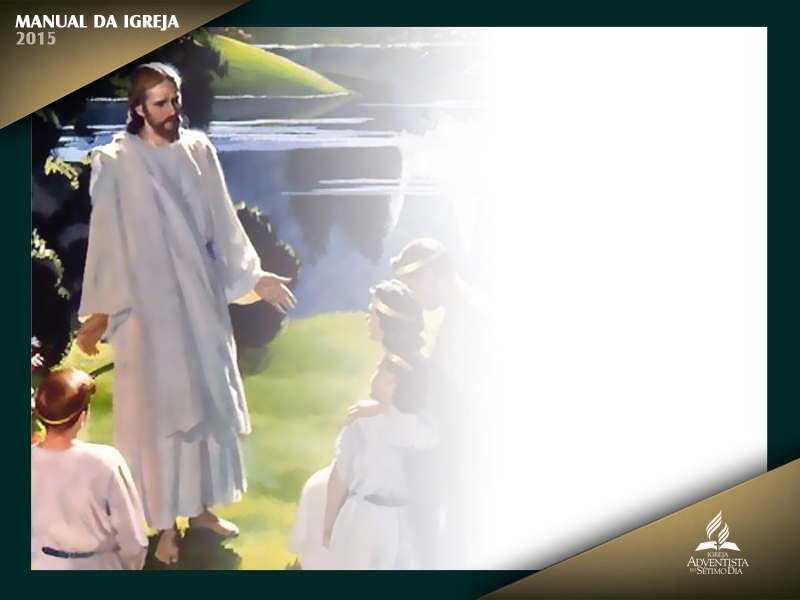 MANUAL DA IGREJA
2015
IGREJA
ADVENTISTA
DO SÉTIMO DIA